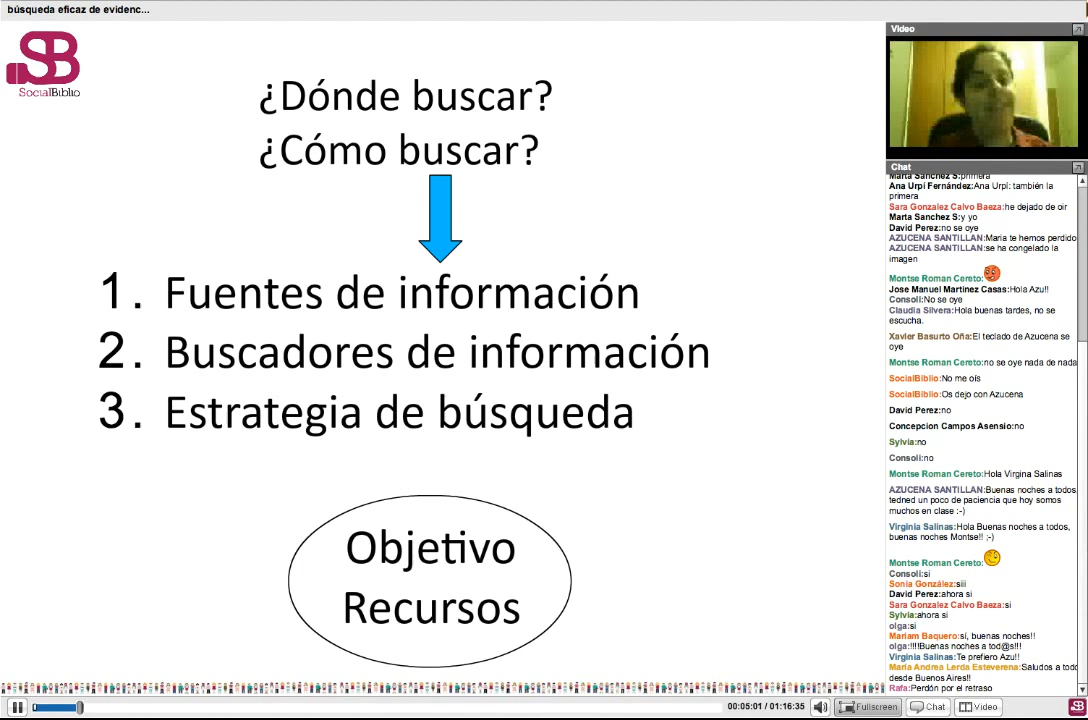 búsqueda eficaz de evidenc...
SB
SocialBiblio
¿Dónde buscar?
¿Cómo buscar?
1. Fuentes de información
2. Buscadores de información
3. Estrategia de búsqueda
Objetivo
Recursos
Video
Chat
Marta Sanchez S:primera
Ana Urpí Fernández:Ana Urpí: también la
primera
Sara Gonzalez Calvo Baeza:he dejado de oir
Marta Sanchez S:y yo
David Perez:no se oye
AZUCENA SANTILLAN:Maria te hemos perdido
AZUCENA SANTILLAN:se ha congelado la
imagen
Montse Roman Cereto:
Jose Manuel Martinez Casas:Hola Azu!!
Consoli:No se oye
Claudia Silvera:Hola buenas tardes, no se
escucha.
Xavier Basurto Oña:El teclado de Azucena se
oye
Montse Roman Cereto:no se oye nada de nada
SocialBiblio:No me oís
SocialBiblio:Os dejo con Azucena
David Perez:no
Concepcion Campos Asensio:no
Sylvia:no
Consoli:no
Montse Roman Cereto:Hola Virgina Salinas
AZUCENA SANTILLAN:Buenas noches a todos,
tedned un poco de paciencia que hoy somos
muchos en clase :-)
Virginia Salinas:Hola Buenas noches a todos,
buenas noches Montse!! ;-)
Montse Roman Cereto:
Consoli:si
Sonia González:siii
David Perez:ahora si
Sara Gonzalez Calvo Baeza:si
Sylvia:ahora si
olga:si
Mariam Baquero:sí, buenas noches!!
olga:!!!!Buenas noches a tod@s!!!
Virginia Salinas:Te prefiero Azu!!
María Andrea Lerda Esteverena:Saludos a todo
desde Buenos Aires!!
Rafa:Perdón por el retraso
00:05:01 / 01:16:35
Fullscreen
Chat
Video
SB